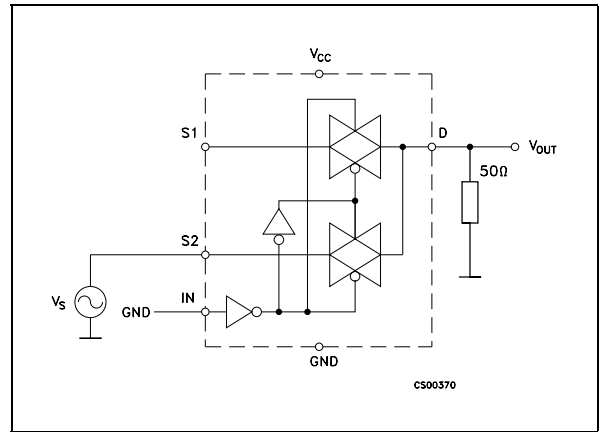 VCC
S1
D
VOUT
50Ω
S2
VS
IN
GND
GND
CS00370